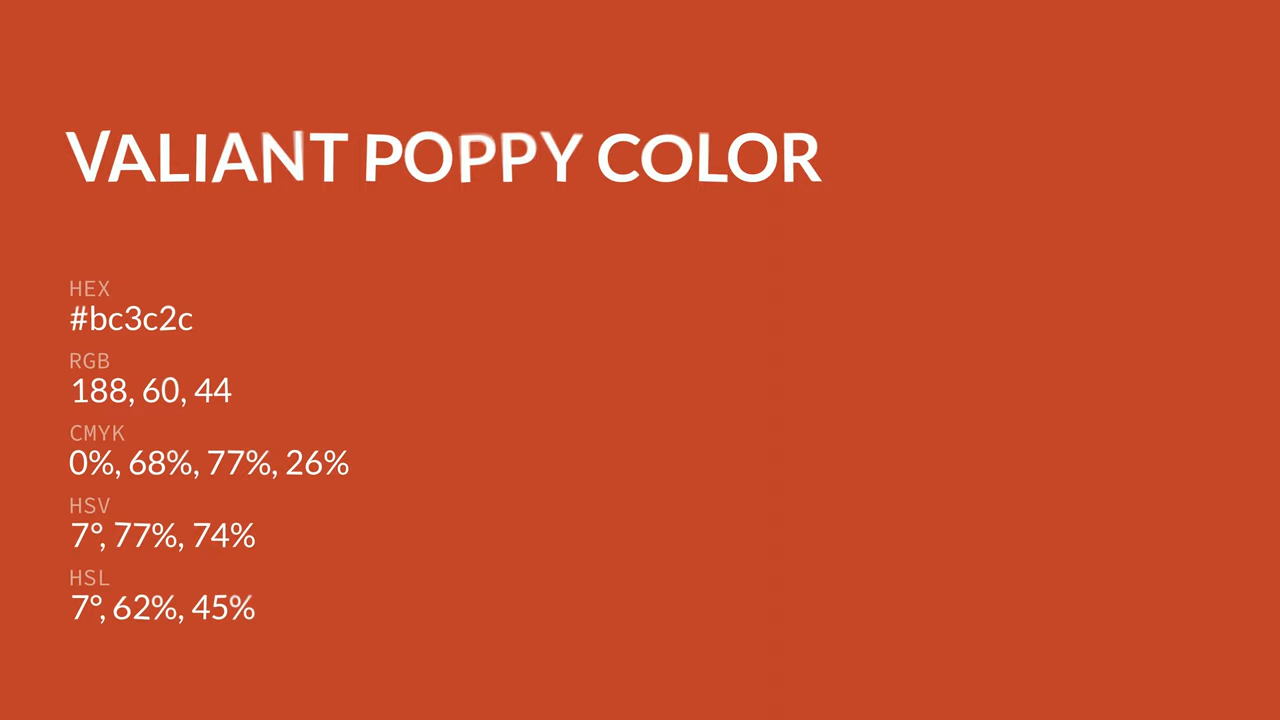 VALIANT POPPY COLOR
HEX
#bc3c2c
RGB
188, 60, 44
CMYK
0%, 68%, 77%, 26%
HSV
7°, 77%, 74%
HSL
7°, 62%, 45%